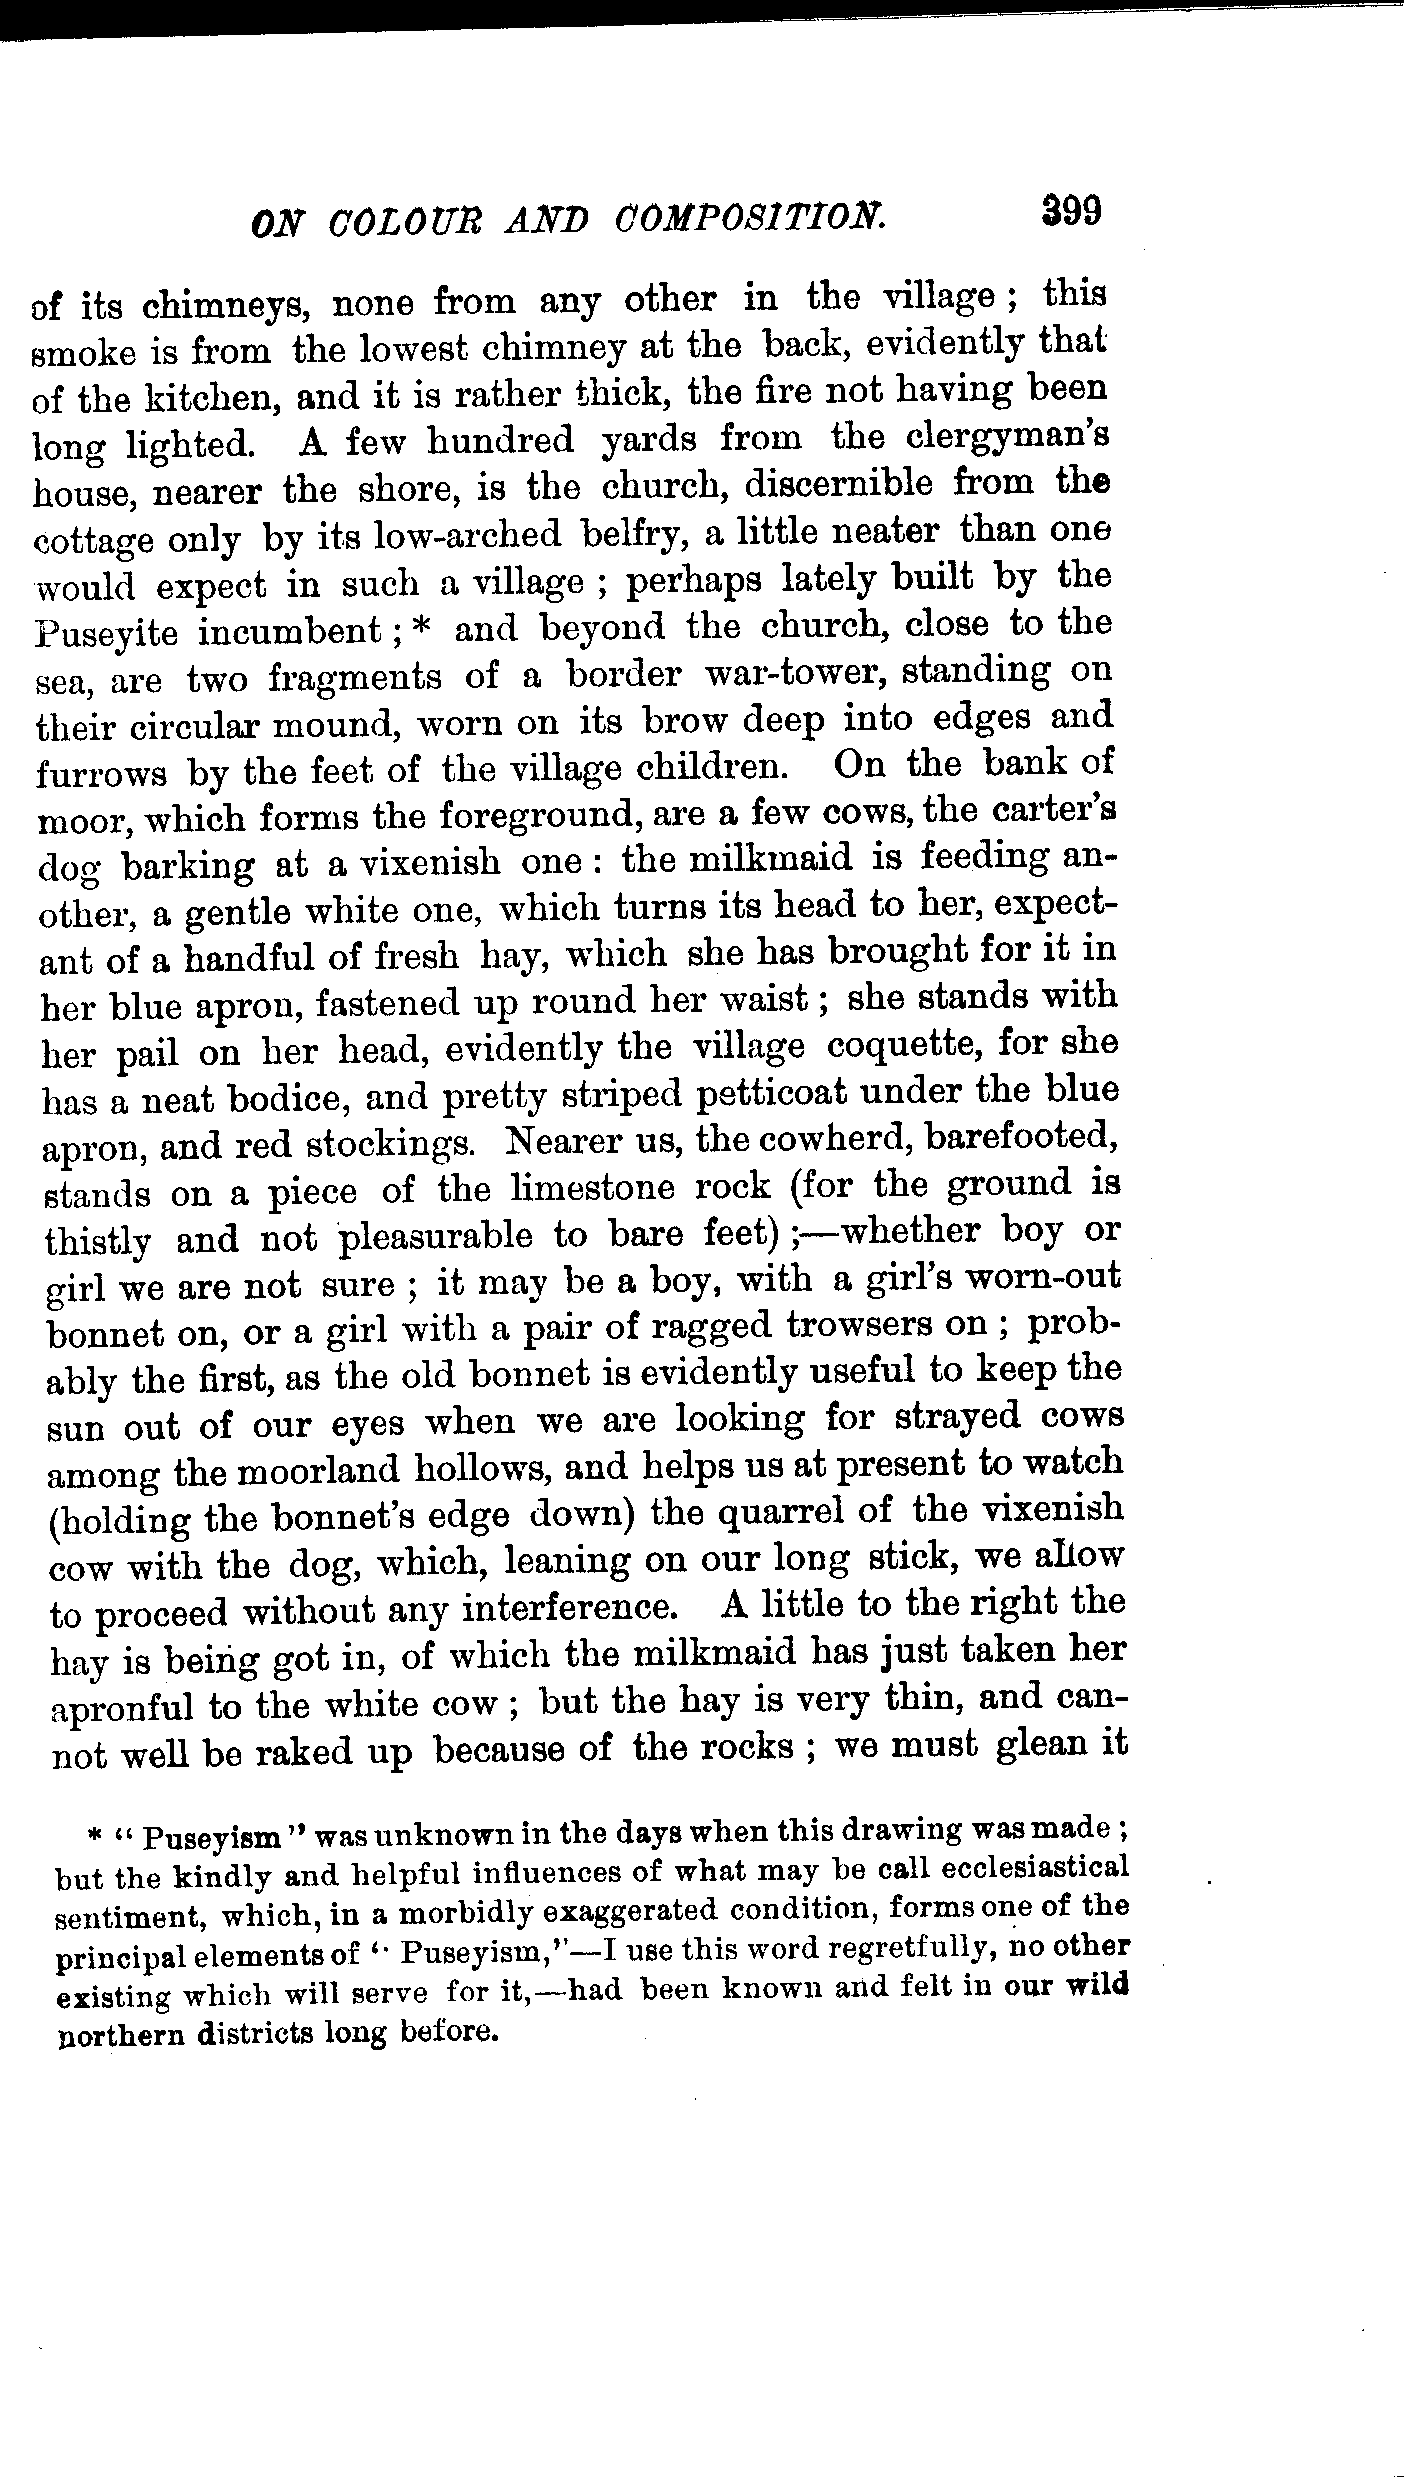 ON COLOUR AND COMPOSITION. 399
of its chimneys, none from any other in the village ; this
smoke is from the lowest chimney at the back, evidently that
of the kitchen, and it is rather thick, the fire not having been
long lighted. A few hundred yards from the clergyman's
house, nearer the shore, is the church, discernible from the
cottage only by its low-arched belfry, a little neater than one
would expect in such a village ; perhaps lately built by the
Puseyite incumbent ; * and beyond the church, close to the
sea, are two fragments of a border war-tower, standing on
their circular mound, worn on its brow deep into edges and
furrows by the feet of the village children. On the bank of
moor, which forms the foreground, are a few cows, the carter's
dog barking at a vixenish one : the milkmaid is feeding an-
other, a gentle white one, which turns its head to her, expect-
ant of a handful of fresh hay, which she has brought for it in
her blue apron, fastened up round her waist ; she stands with
her pail on her head, evidently the village coquette, for she
has a neat bodice, and pretty striped petticoat under the blue
apron, and red stockings. Nearer us, the cowherd, barefooted,
stands on a piece of the limestone rock (for the ground is
thistly and not pleasurable to bare feet) ;—whether boy or
girl we are not sure ; it may be a boy, with a girl's worn-out
bonnet on, or a girl with a pair of ragged trowsers on ; prob-
ably the first, as the old bonnet is evidently useful to keep the
sun out of our eyes when we are looking for strayed cows
among the moorland hollows, and helps us at present to watch
(holding the bonnet's edge down) the quarrel of the vixenish
cow with the dog, which, leaning on our long stick, we allow
to proceed without any interference. A little to the right the
hay is being got in, of which the milkmaid has just taken her
apronful to the white cow ; but the hay is very thin, and can-
not well be raked up because of the rocks ; we must glean it
* “ Puseyism ” was unknown in the days when this drawing was made ;
but the kindly and helpful influences of what may be call ecclesiastical
sentiment, which, in a morbidly exaggerated condition, forms one of the
principal elements of “ Puseyism,”—I use this word regretfully, no other
existing which will serve for it,—had been known and felt in our wild
northern districts long before.